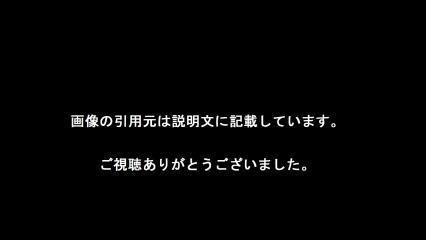 画像の引用元は説明文に記載しています。
ご視聴ありがとうございました。